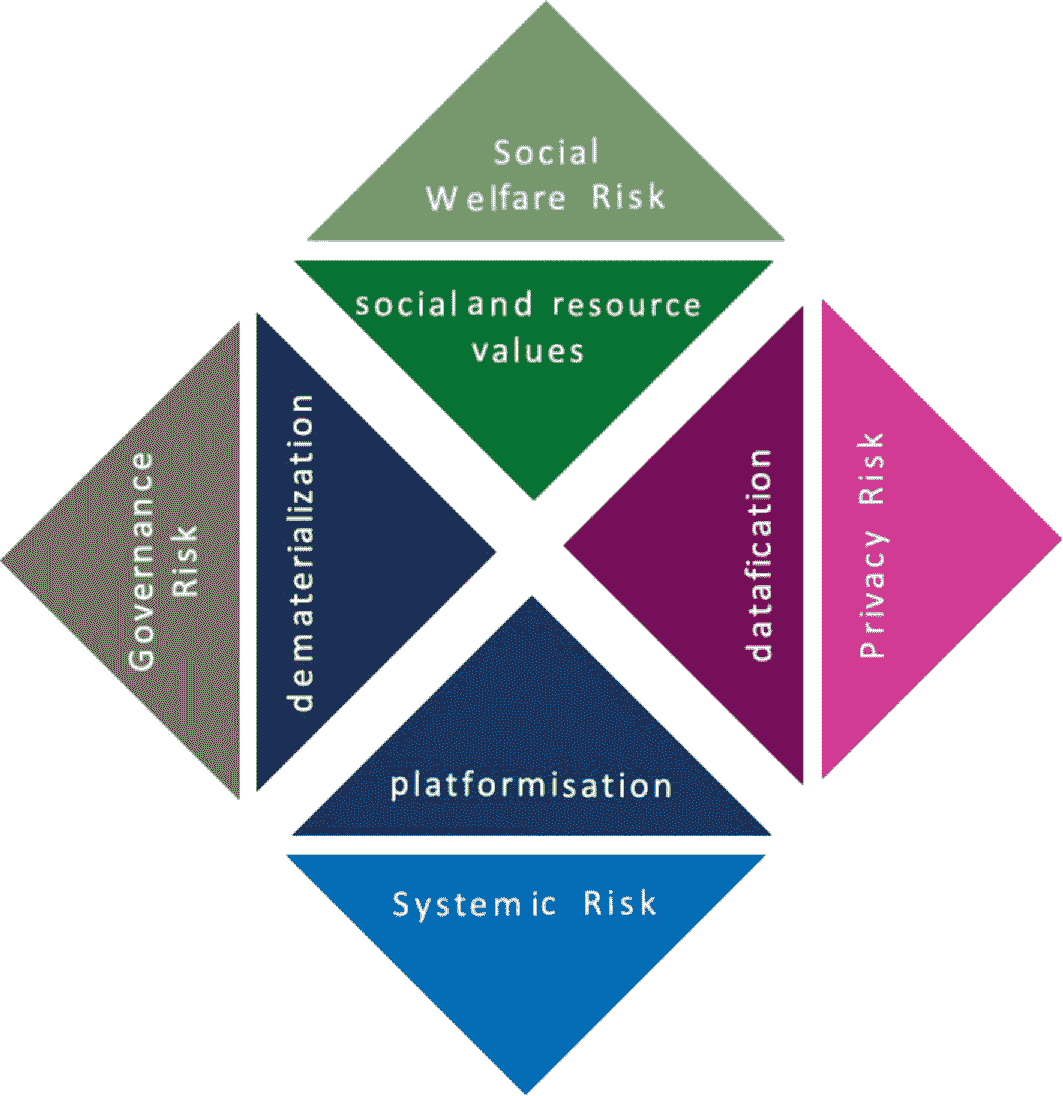 Social
Welfare Risk
social and resource
values
Governance
Risk
dematerialization
datafication
Privacy Risk
platformisation
Systemic Risk